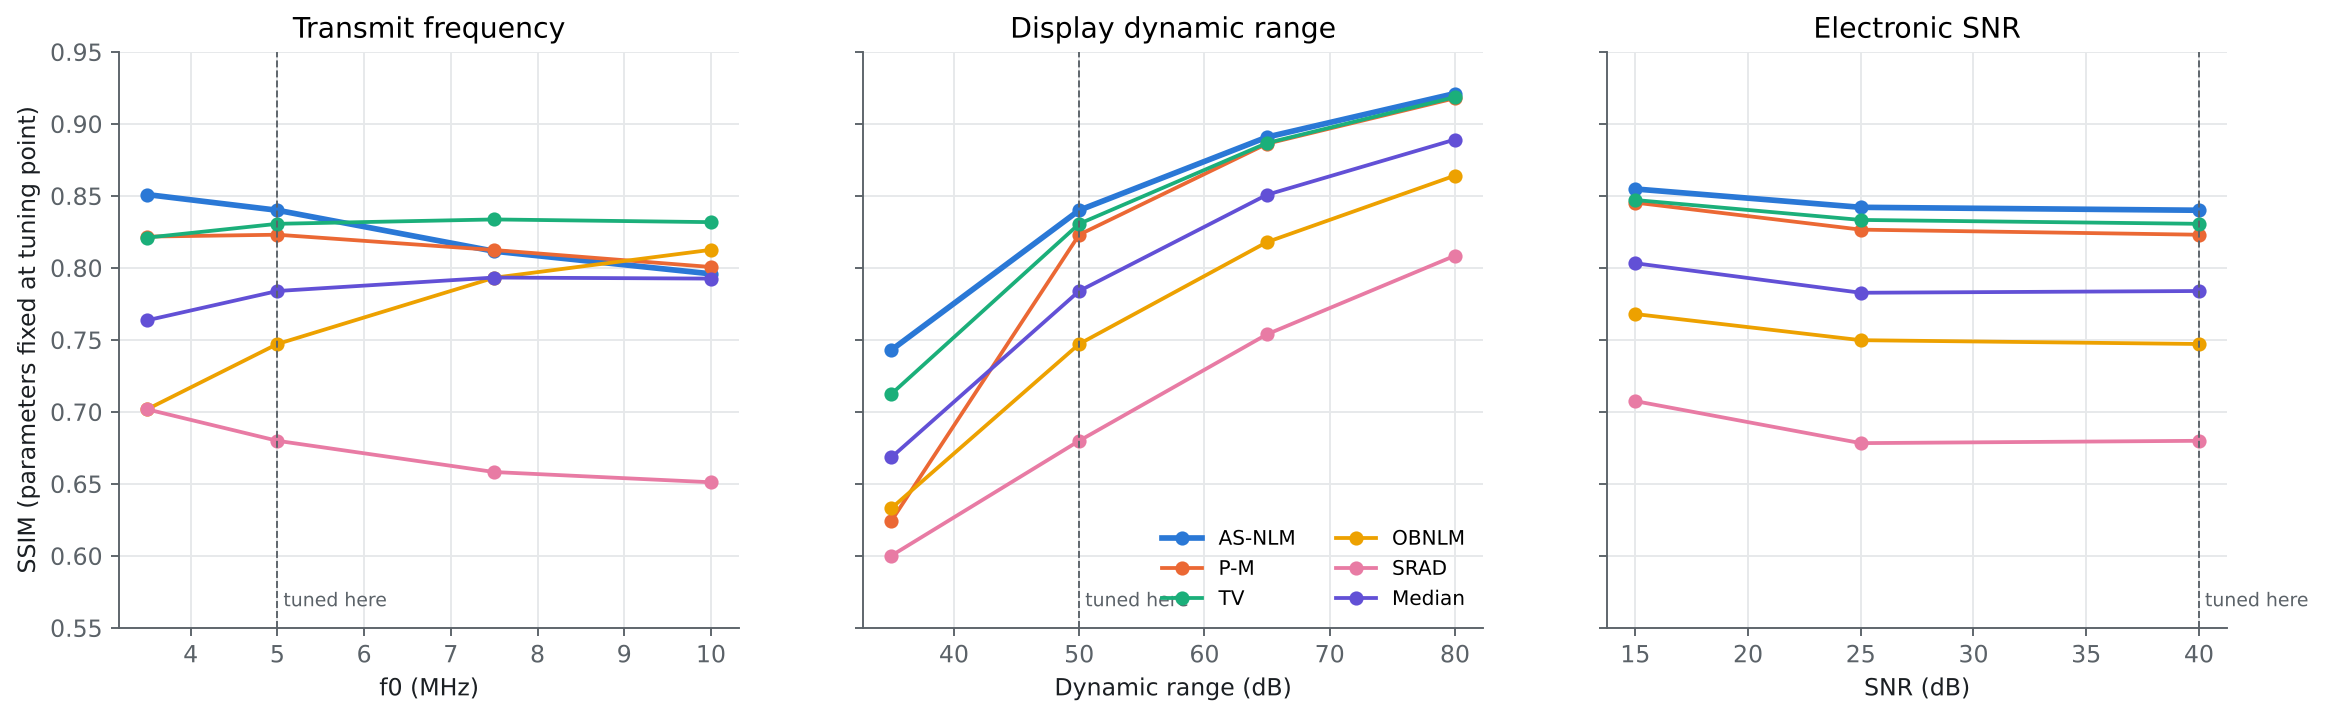 Transmit frequency
Display dynamic range
Electronic SNR
SSIM (parameters fixed at tuning point)
0.95
0.90
0.85
0.80
0.75
0.70
0.65
0.60
0.55
tuned here
4 5 6 7 8 9 10
f0 (MHz)
tuned here
AS-NLM
P-M
TV
OBNLM
SRAD
Median
40 50 60 70 80
Dynamic range (dB)
tuned here
15 20 25 30 35 40
SNR (dB)